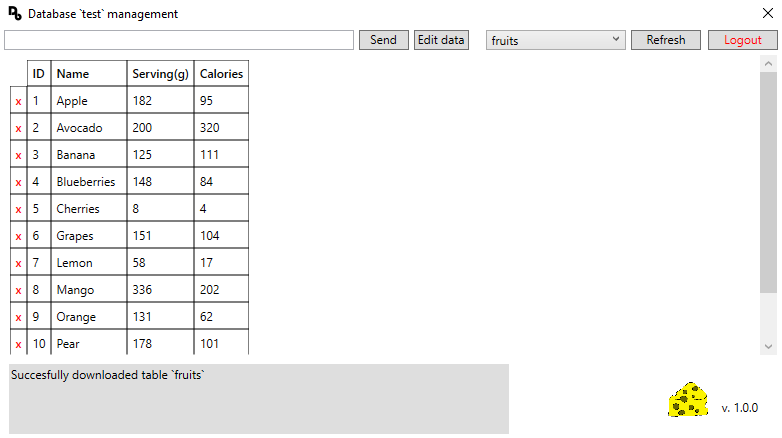 Database `test` management
Send Edit data fruits Refresh Logout
ID Name Serving(g) Calories
x 1 Apple 182 95
x 2 Avocado 200 320
x 3 Banana 125 111
x 4 Blueberries 148 84
x 5 Cherries 8 4
x 6 Grapes 151 104
x 7 Lemon 58 17
x 8 Mango 336 202
x 9 Orange 131 62
x 10 Pear 178 101
Succesfully downloaded table `fruits`
v. 1.0.0